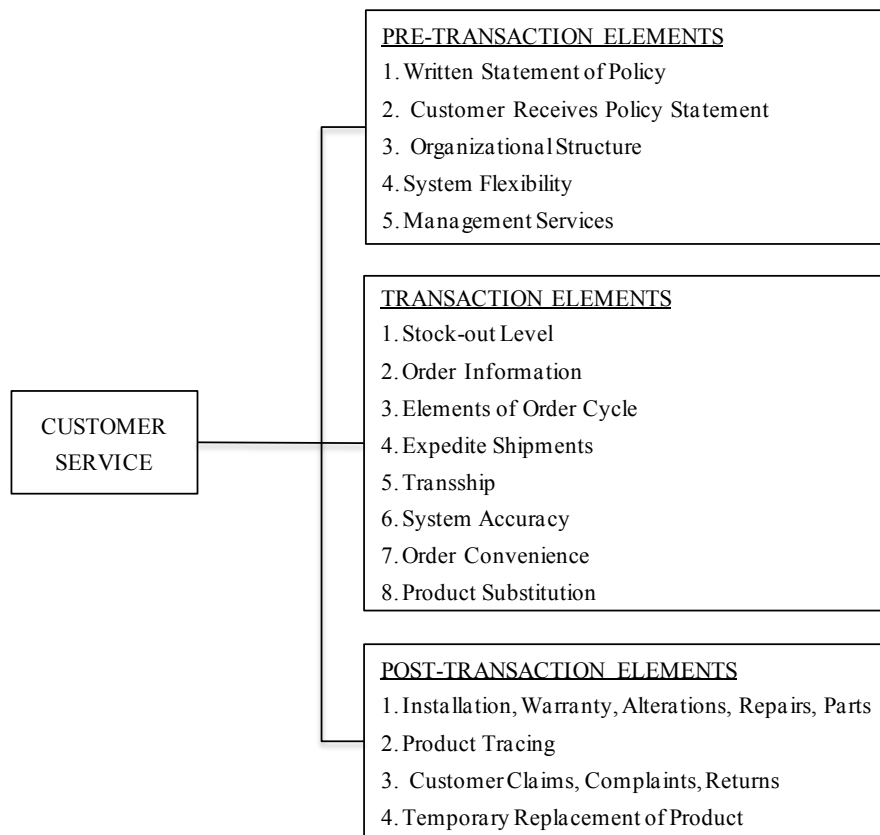 PRE-TRANSACTION ELEMENTS
1. Written Statement of Policy
2. Customer Receives Policy Statement
3. Organizational Structure
4. System Flexibility
5. Management Services
TRANSACTION ELEMENTS
1. Stock-out Level
2. Order Information
3. Elements of Order Cycle
4. Expedite Shipments
5. Transship
6. System Accuracy
7. Order Convenience
8. Product Substitution
CUSTOMER
SERVICE
POST-TRANSACTION ELEMENTS
1. Installation, Warranty, Alterations, Repairs, Parts
2. Product Tracing
3. Customer Claims, Complaints, Returns
4. Temporary Replacement of Product